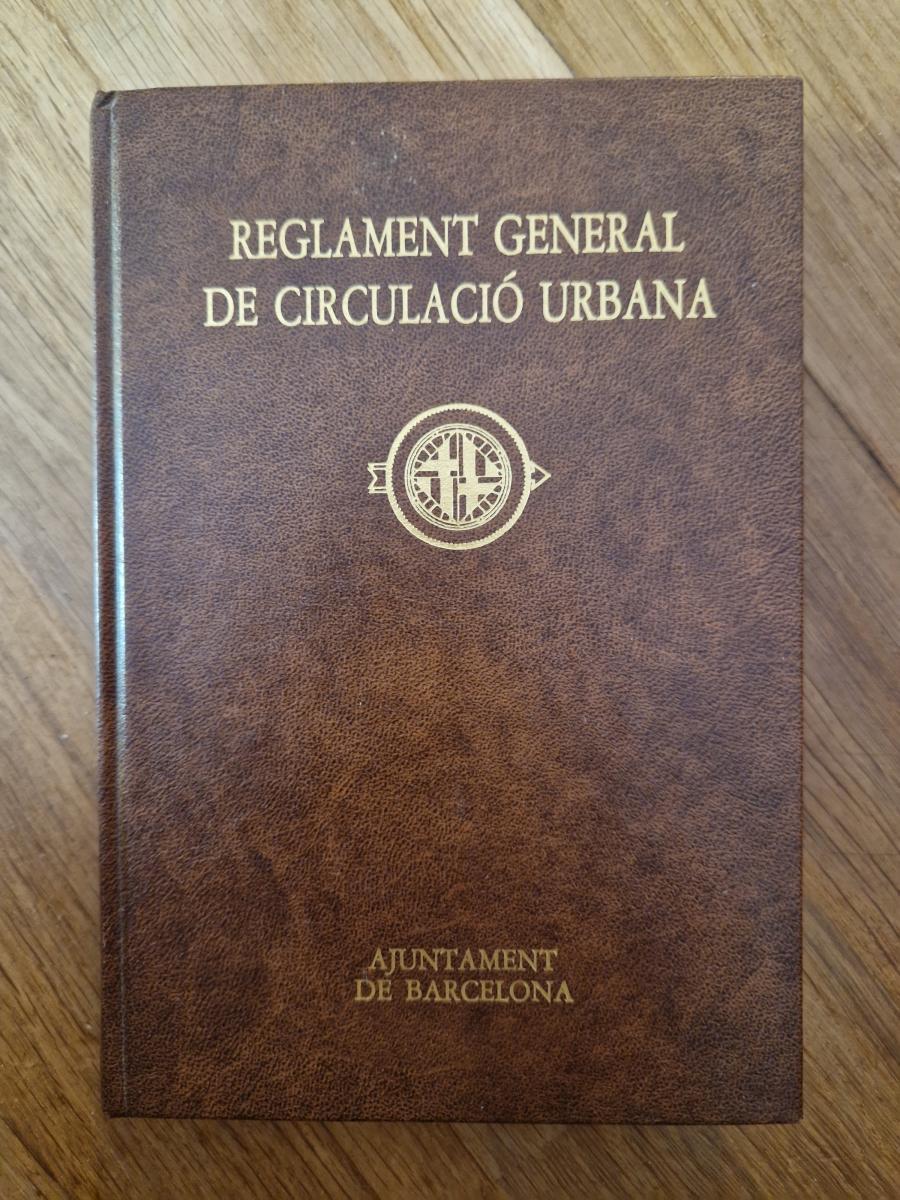 REGLAMENT GENERAL
DE CIRCULACIÓ URBANA
AJUNTAMENT
DE BARCELONA